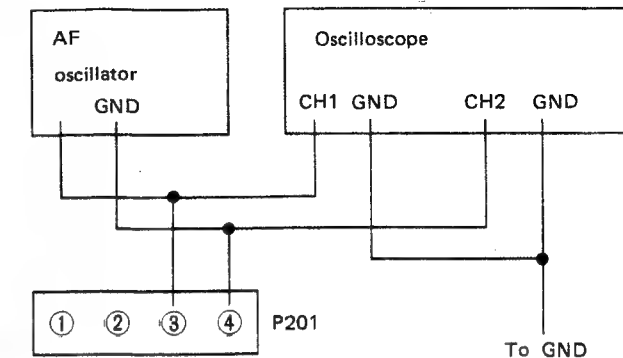 AF
oscillator
GND
Oscilloscope
CH1 GND CH2 GND
① ② ③ ④ P201
To GND